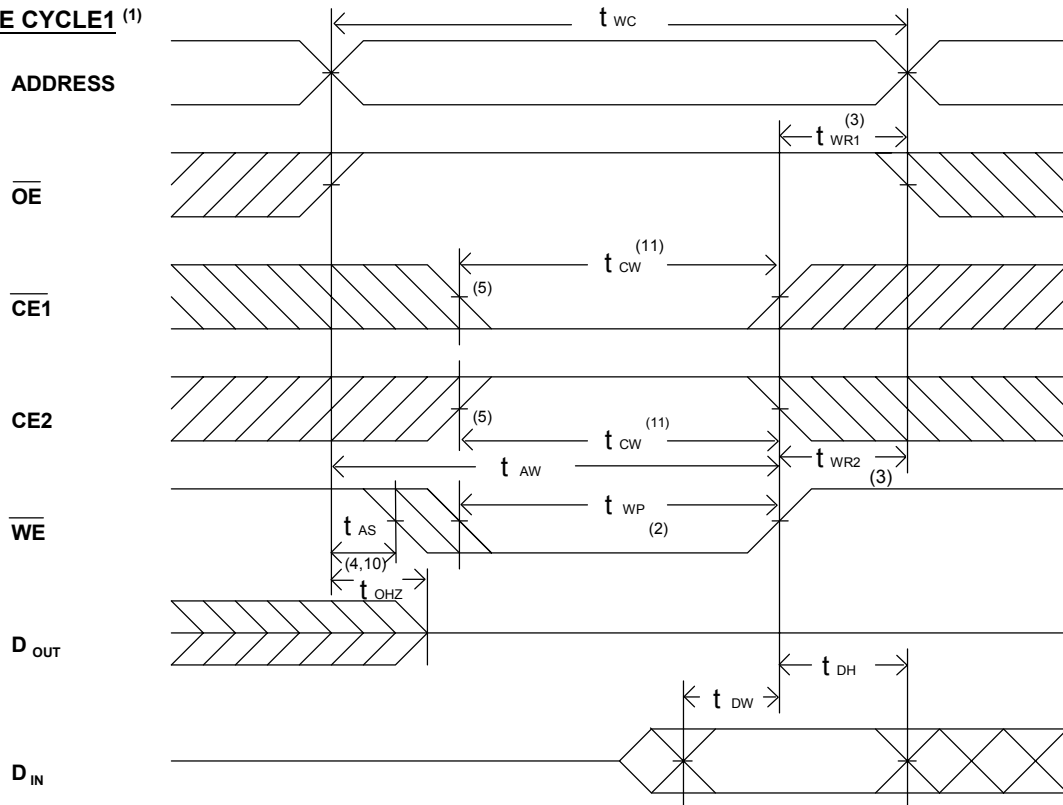 E CYCLE1 (1)
t WC
ADDRESS
t WR1 (3)
OE
t CW (11)
CE1
(5)
CE2
(5)
t CW (11)
t AW
t WR2 (3)
WE
t AS
t WP (2)
(4,10)
t OHZ
D OUT
t DH
t DW
D IN